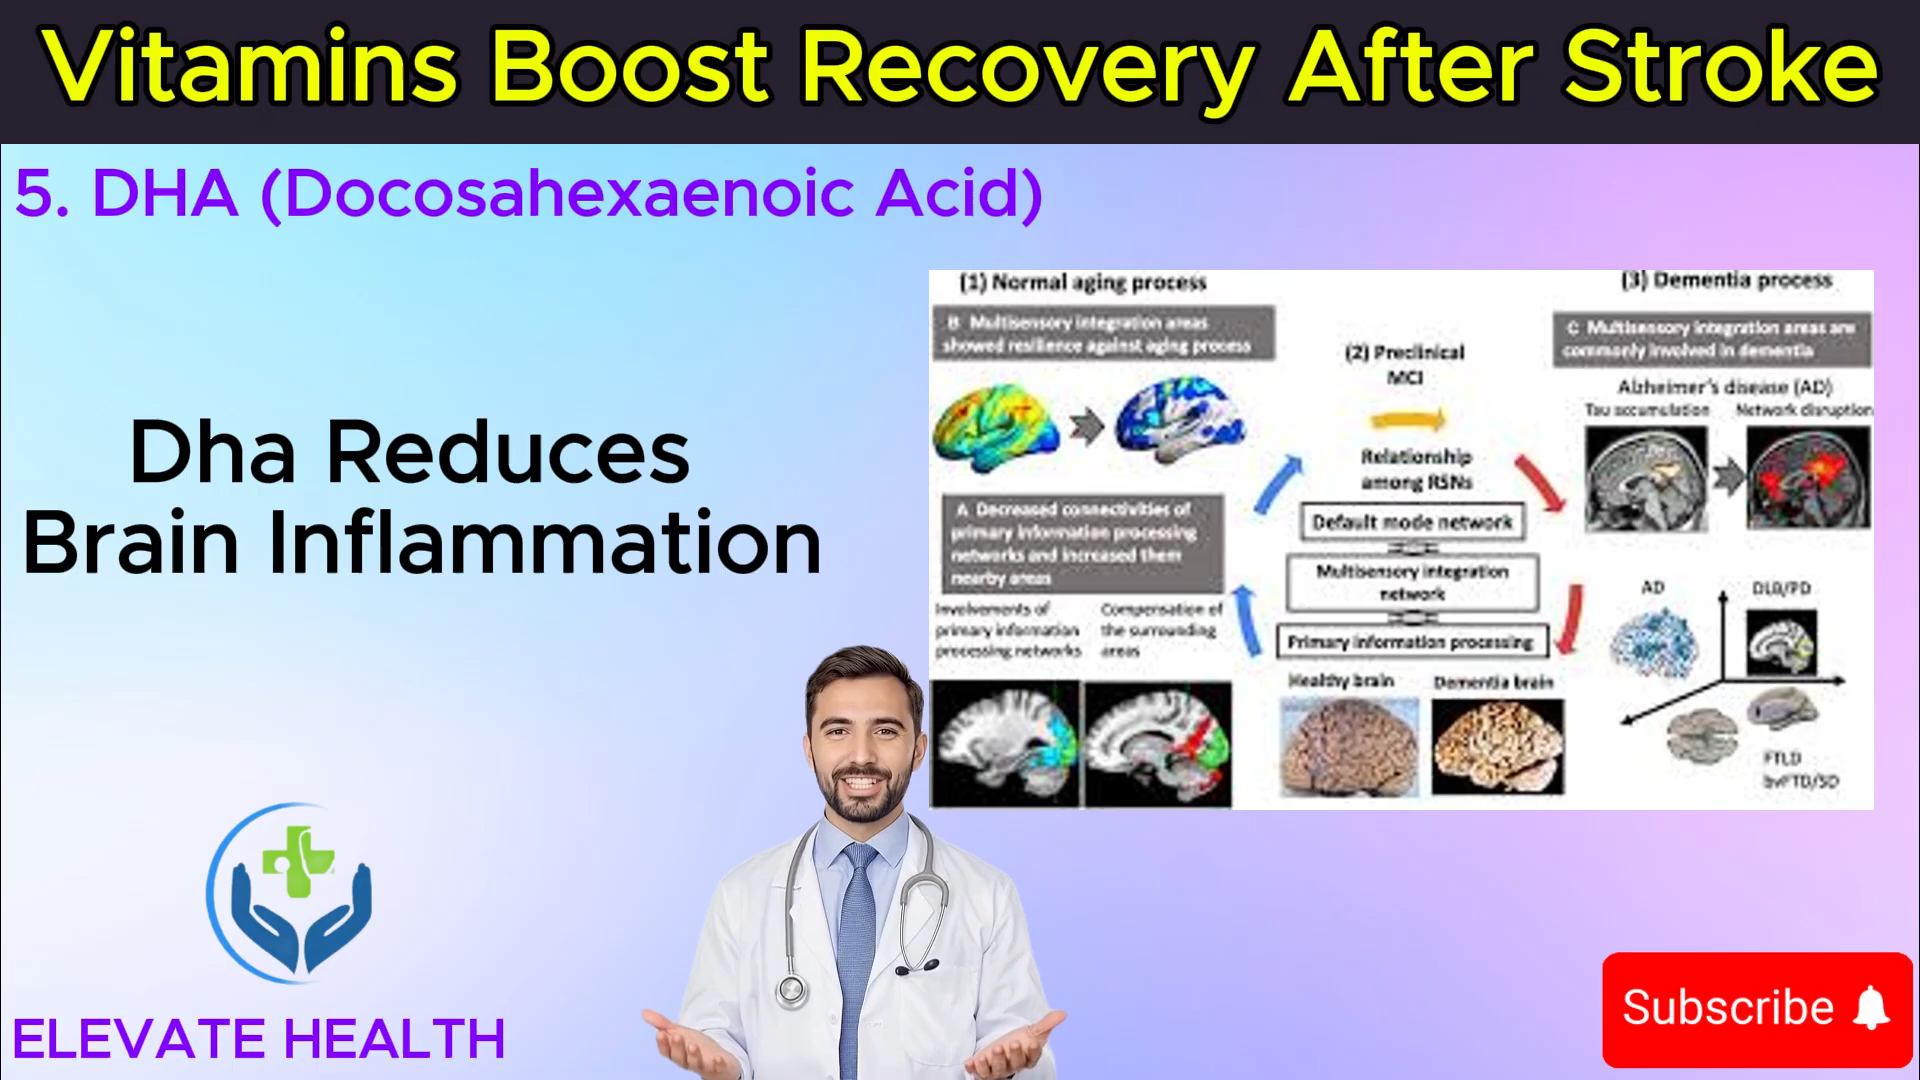 Vitamins Boost Recovery After Stroke
5. DHA (Docosahexaenoic Acid)
Dha Reduces
Brain Inflammation
(1) Normal aging process
B Multisensory integration areas
showed resilience against aging process
A Decreased connectivities of
primary information processing
networks and increased them
nearby areas
Involvements of
primary information
processing networks
Compensation of
the surrounding
areas
(2) Preclinical
MCI
Relationship
among RSNs
Default mode network
Multisensory integration
network
Primary information processing
Healthy brain
Dementia brain
(3) Dementia process
C Multisensory integration areas are
commonly involved in dementia
Alzheimer's disease (AD)
Tau accumulation
Network disruption
AD
DLB/PD
FTLD
bvFTD/SD
ELEVATE HEALTH
Subscribe